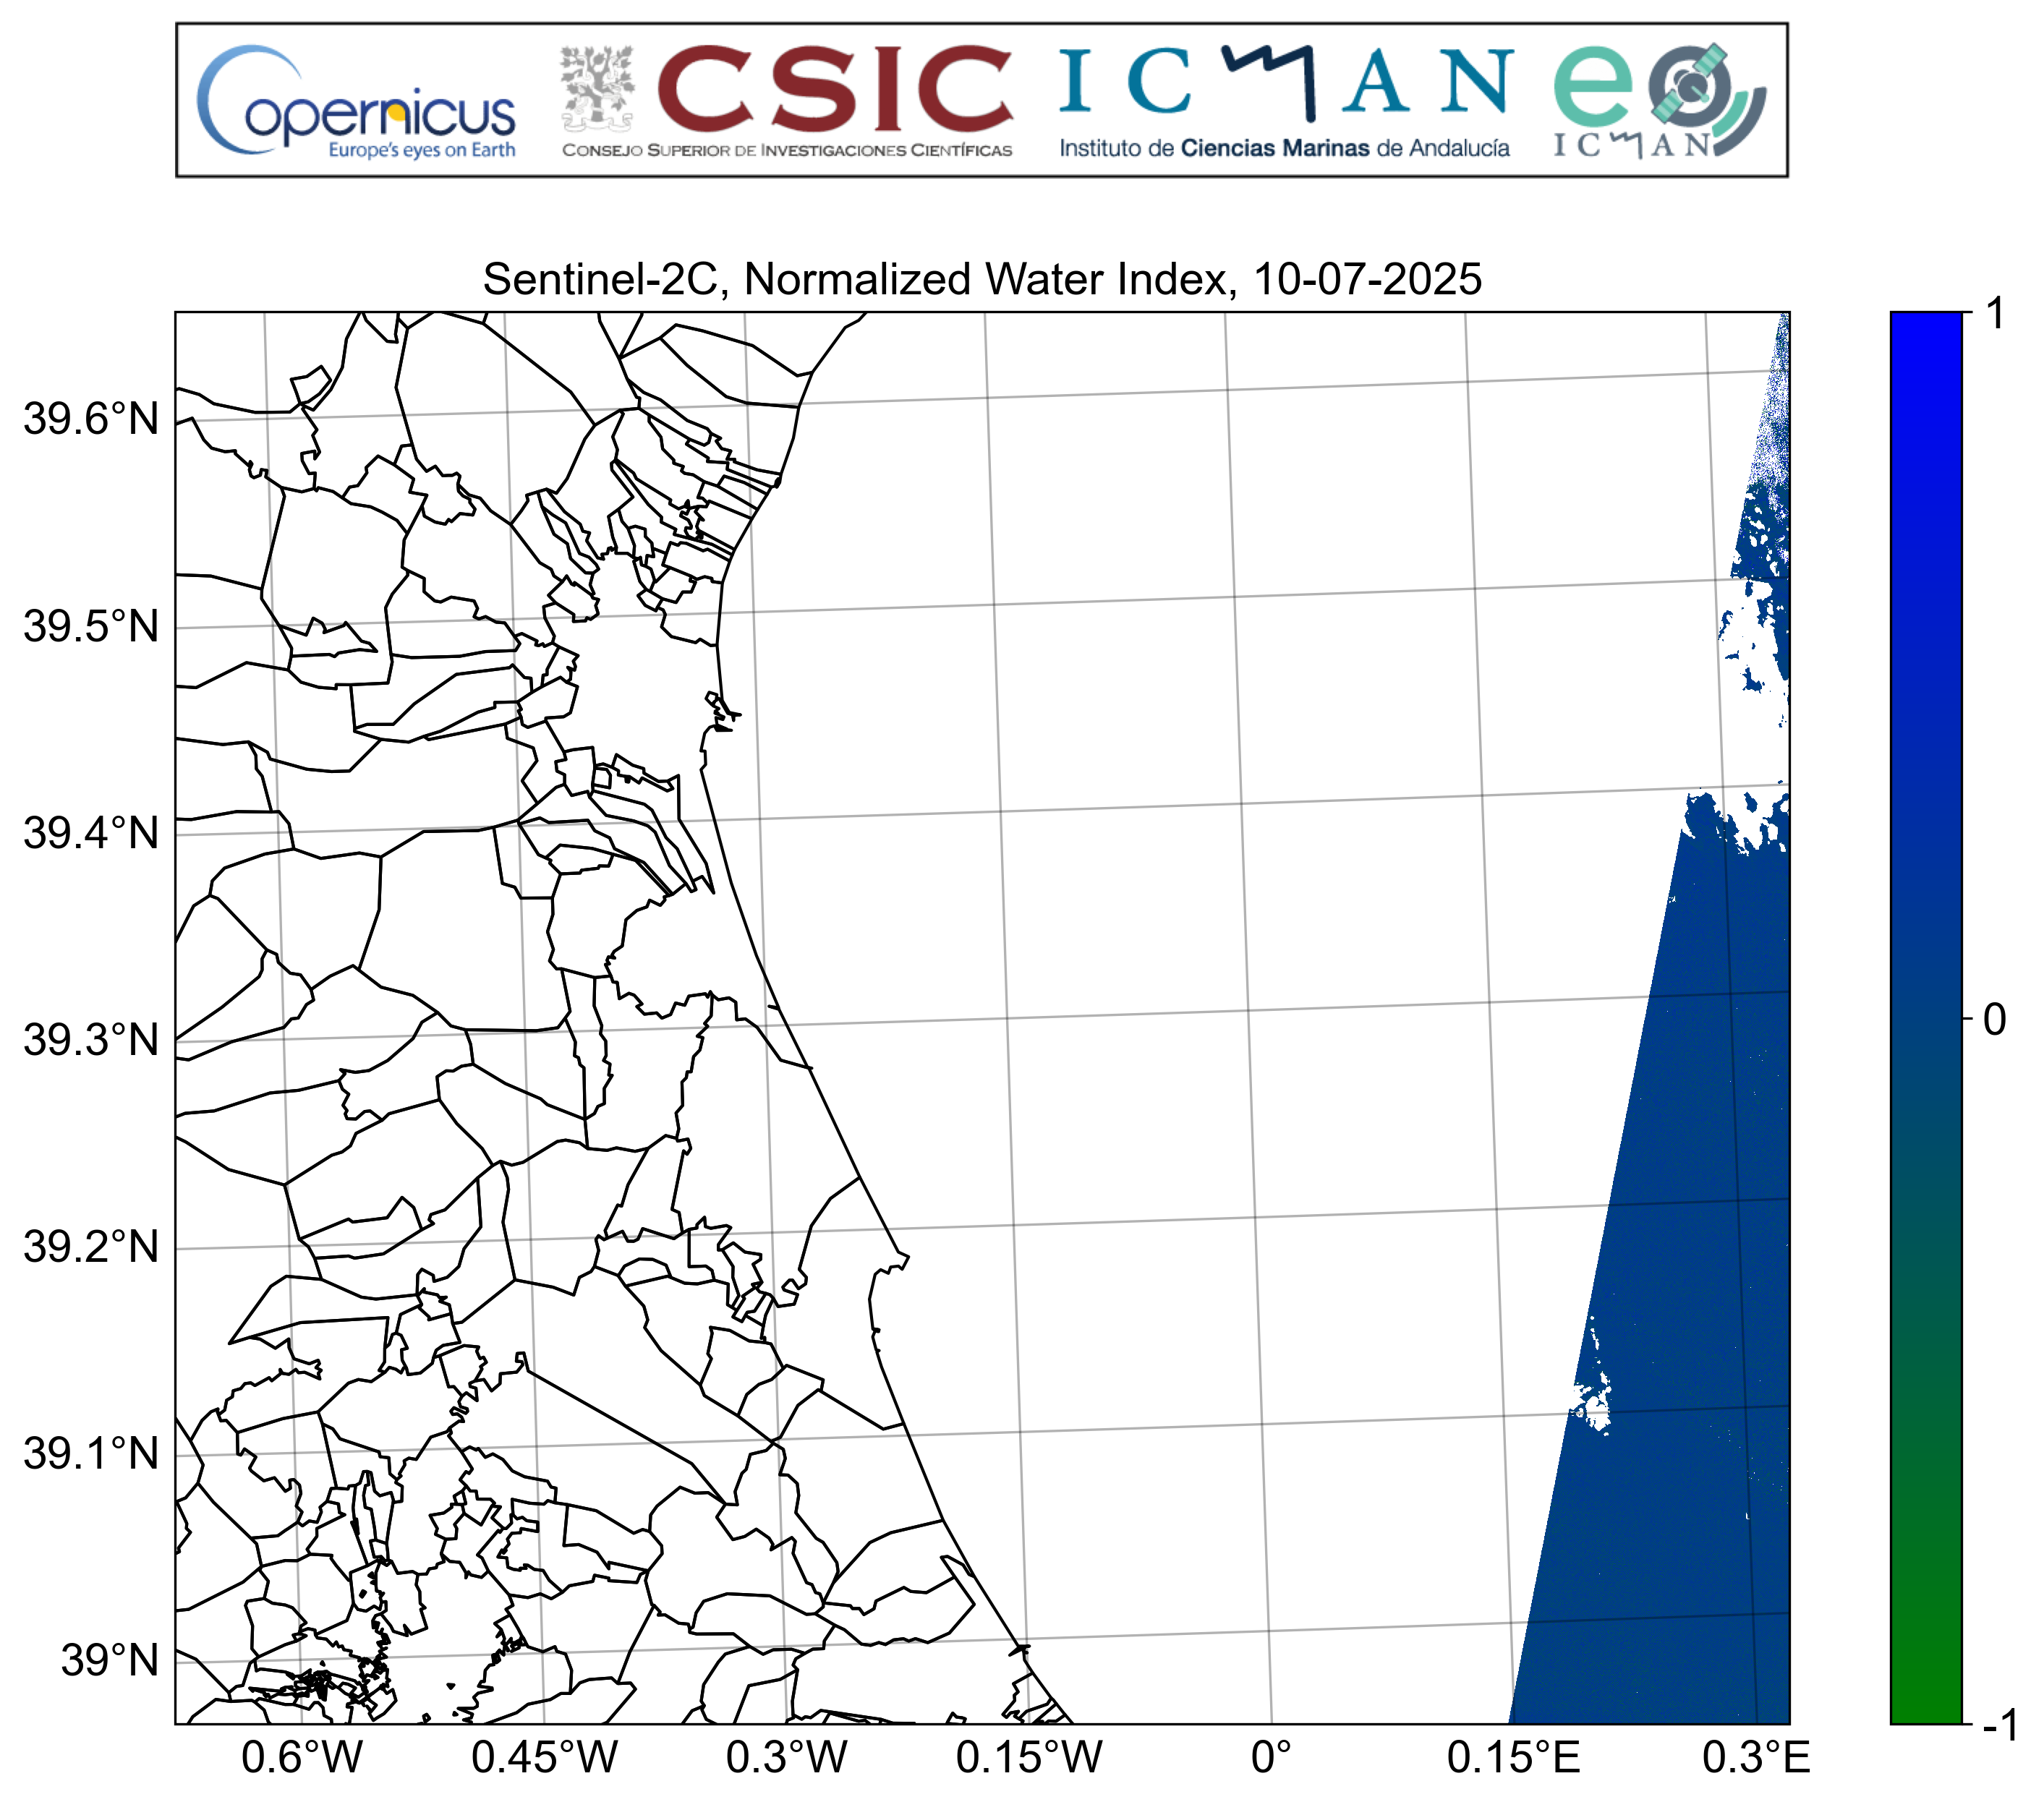 Copernicus
Europe's eyes on Earth
CSIC
CONSEJO SUPERIOR DE INVESTIGACIONES CIENTÍFICAS
ICMAN
Instituto de Ciencias Marinas de Andalucía
eo
ICMAN
Sentinel-2C, Normalized Water Index, 10-07-2025
39.6°N
39.5°N
39.4°N
39.3°N
39.2°N
39.1°N
39°N
0.6°W 0.45°W 0.3°W 0.15°W 0° 0.15°E 0.3°E
1
0
-1